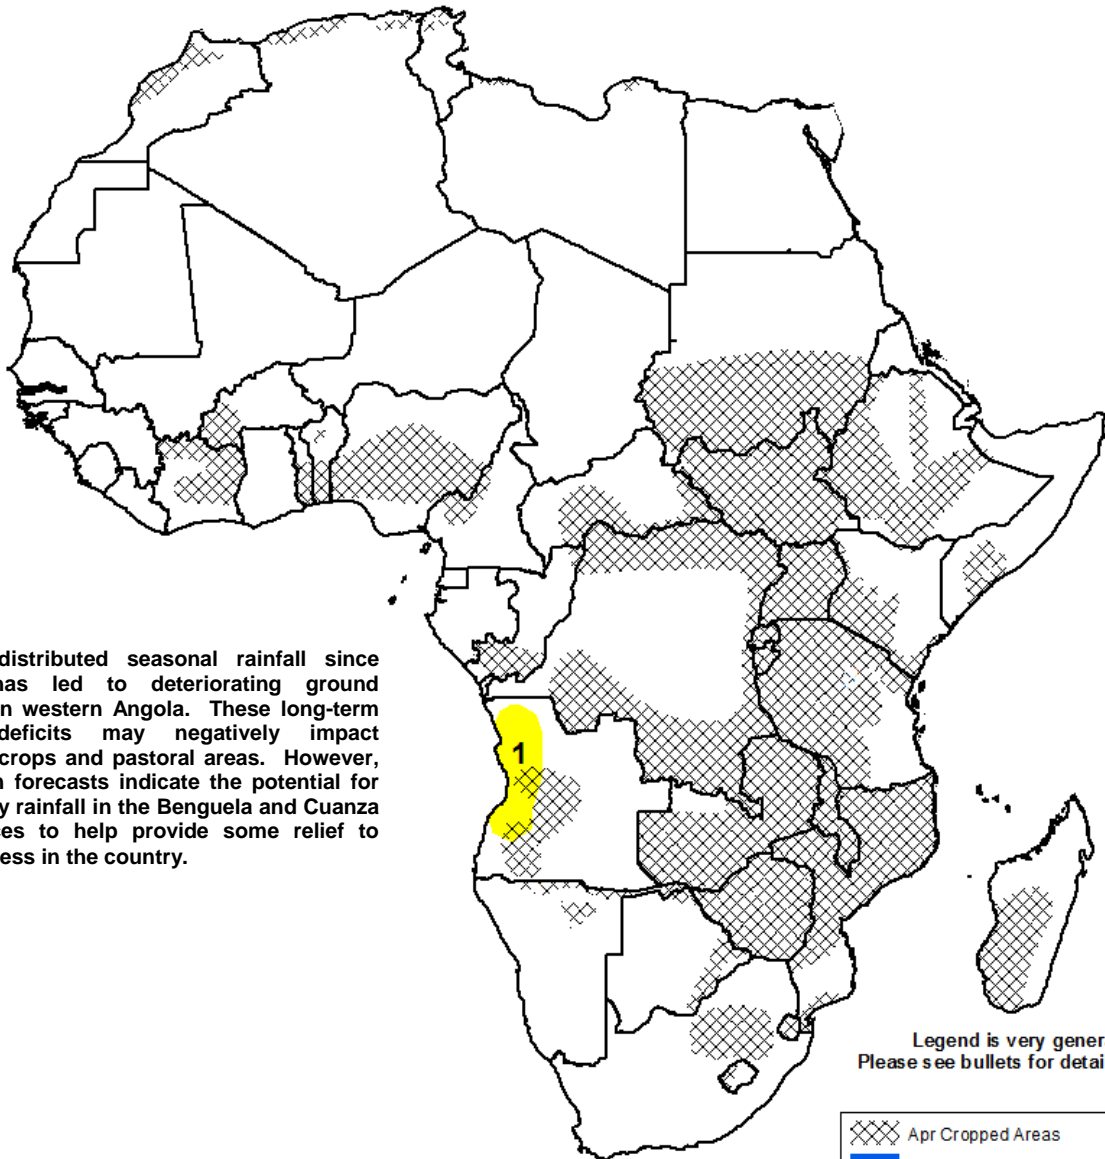 distributed seasonal rainfall since
has led to deteriorating ground
n western Angola. These long-term
deficits may negatively impact
crops and pastoral areas. However,
forecasts indicate the potential for
y rainfall in the Benguela and Cuanza
ces to help provide some relief to
ess in the country.
1
Legend is very gener
Please see bullets for detai
Apr Cropped Areas